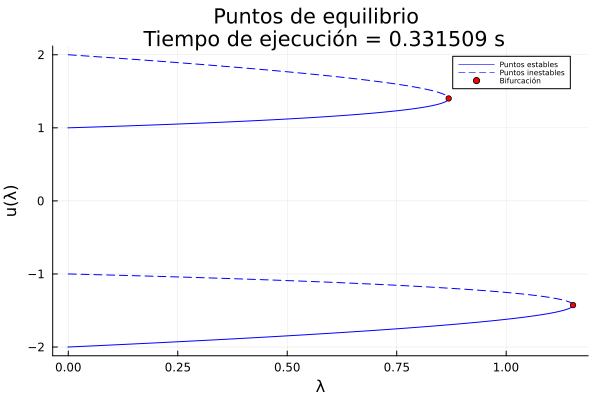 Puntos de equilibrio
Tiempo de ejecución = 0.331509 s
Puntos estables
Puntos inestables
Bifurcación
2
1
0
−1
−2
u(λ)
0.00
0.25
0.50
0.75
1.00
λ